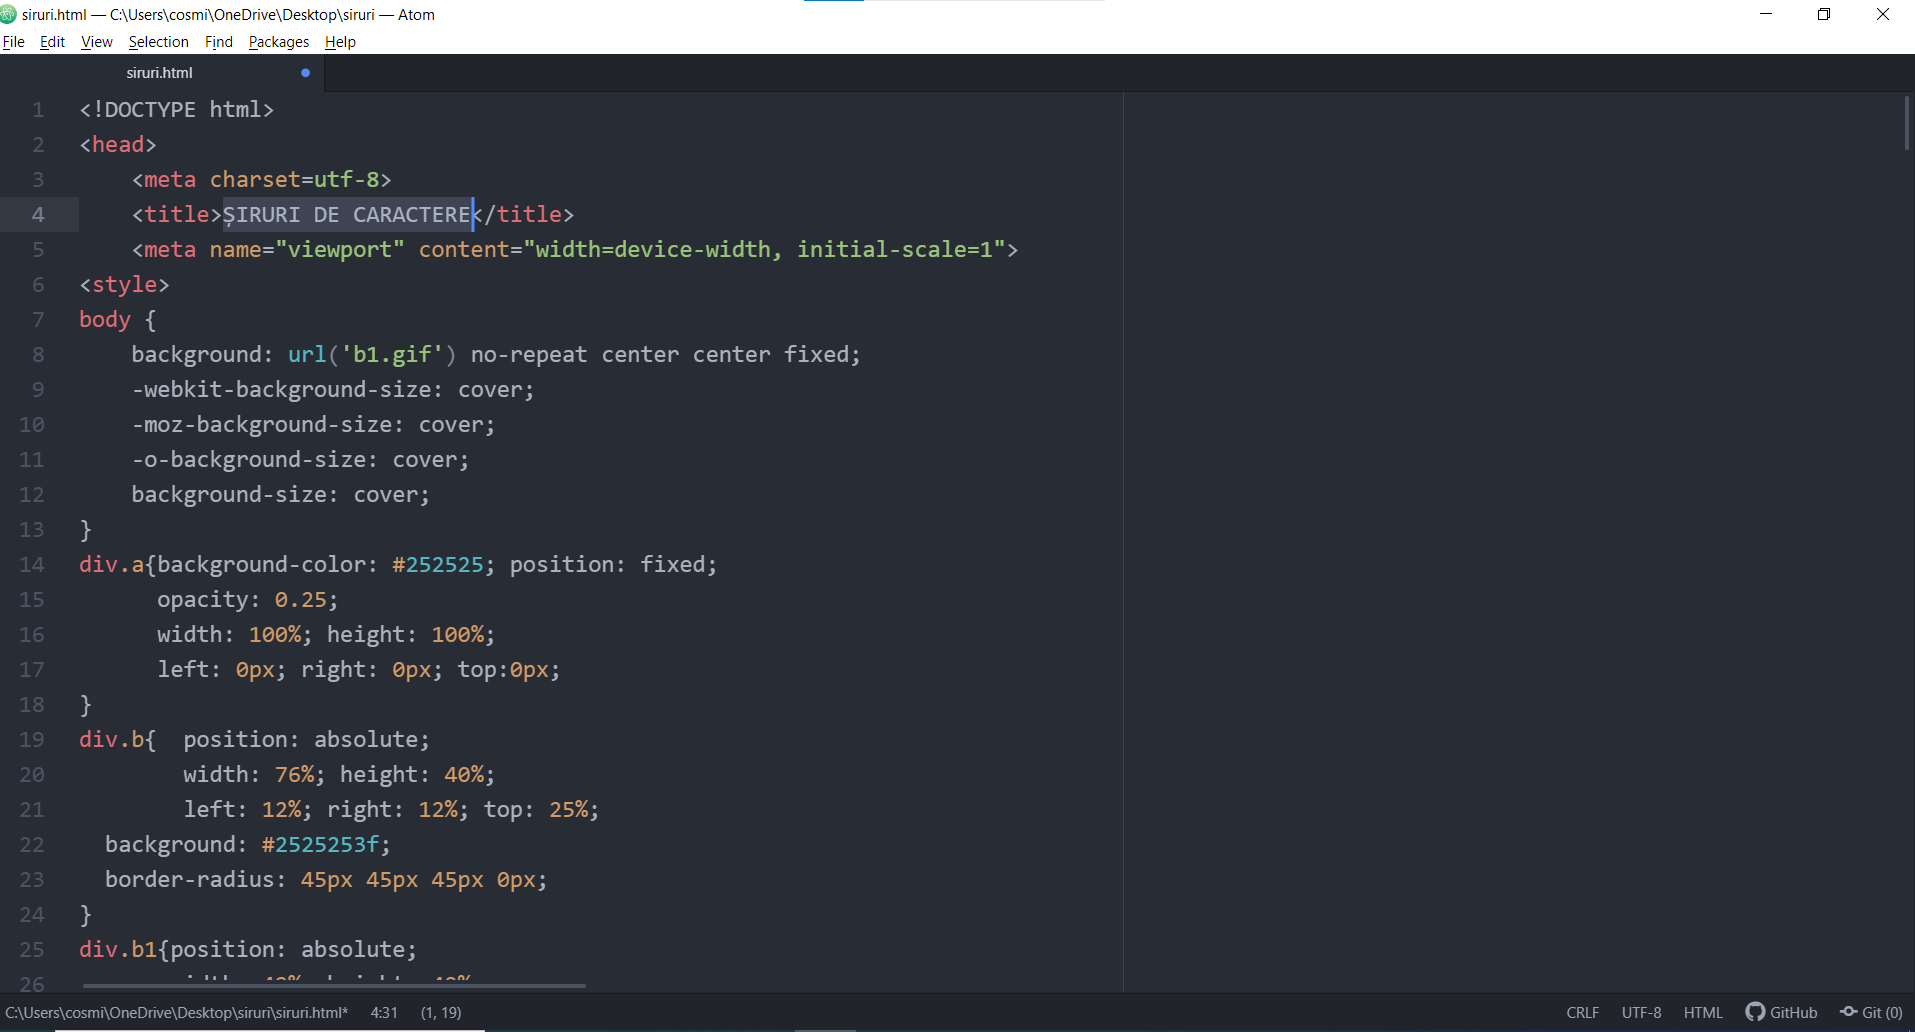 siruri.html — C:\Users\cosmi\OneDrive\Desktop\siruri — Atom
File Edit View Selection Find Packages Help
siruri.html
1 <!DOCTYPE html>
2 <head>
3 <meta charset=utf-8>
4 <title>ȘIRURI DE CARACTERE</title>
5 <meta name="viewport" content="width=device-width, initial-scale=1">
6 <style>
7 body {
8 background: url('b1.gif') no-repeat center center fixed;
9 -webkit-background-size: cover;
10 -moz-background-size: cover;
11 -o-background-size: cover;
12 background-size: cover;
13 }
14 div.a{background-color: #252525; position: fixed;
15 opacity: 0.25;
16 width: 100%; height: 100%;
17 left: 0px; right: 0px; top:0px;
18 }
19 div.b{ position: absolute;
20 width: 76%; height: 40%;
21 left: 12%; right: 12%; top: 25%;
22 background: #2525253f;
23 border-radius: 45px 45px 45px 0px;
24 }
25 div.b1{position: absolute;
26
C:\Users\cosmi\OneDrive\Desktop\siruri\siruri.html* 4:31 (1, 19) CRLF UTF-8 HTML GitHub Git (0)